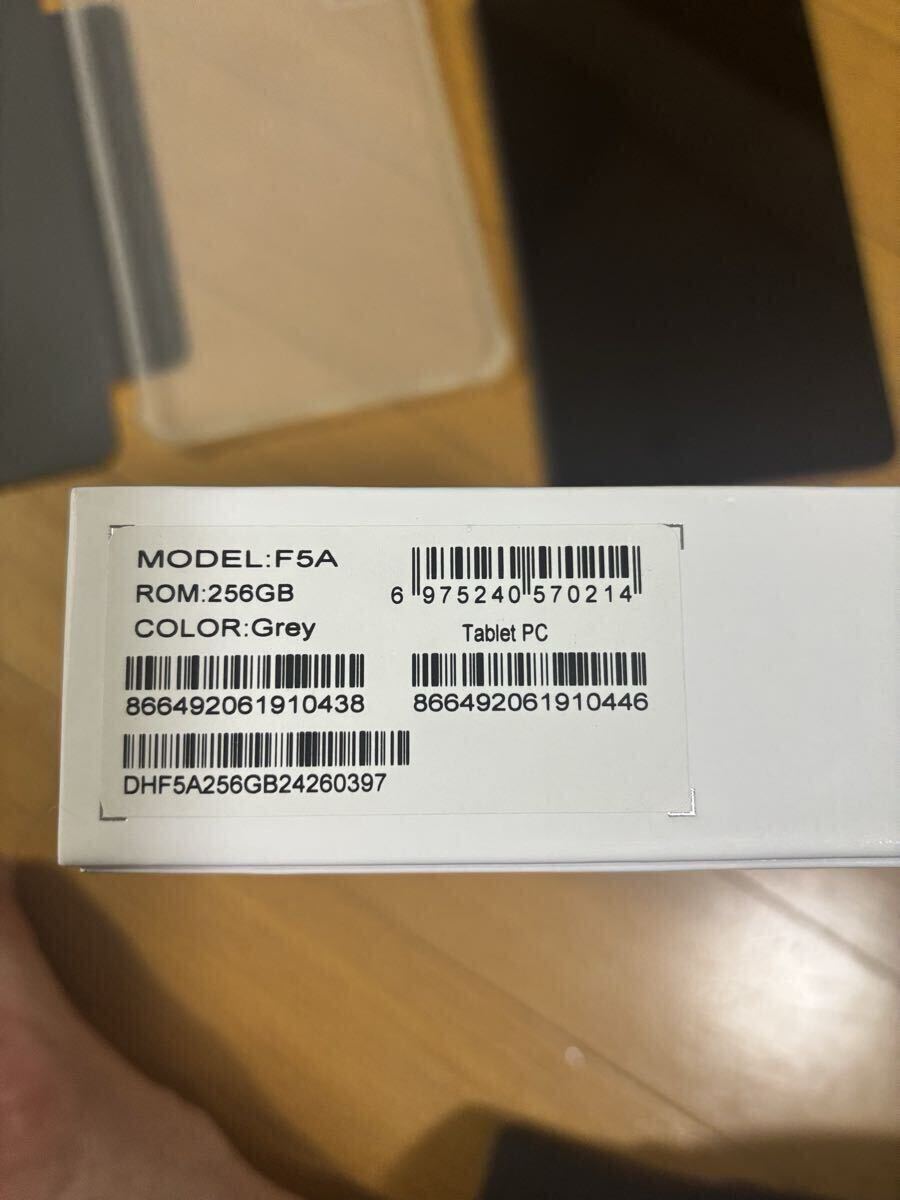 MODEL:F5A
ROM:256GB
COLOR:Grey
6 975240 570214
Tablet PC
866492061910438
866492061910446
DHF5A256GB24260397